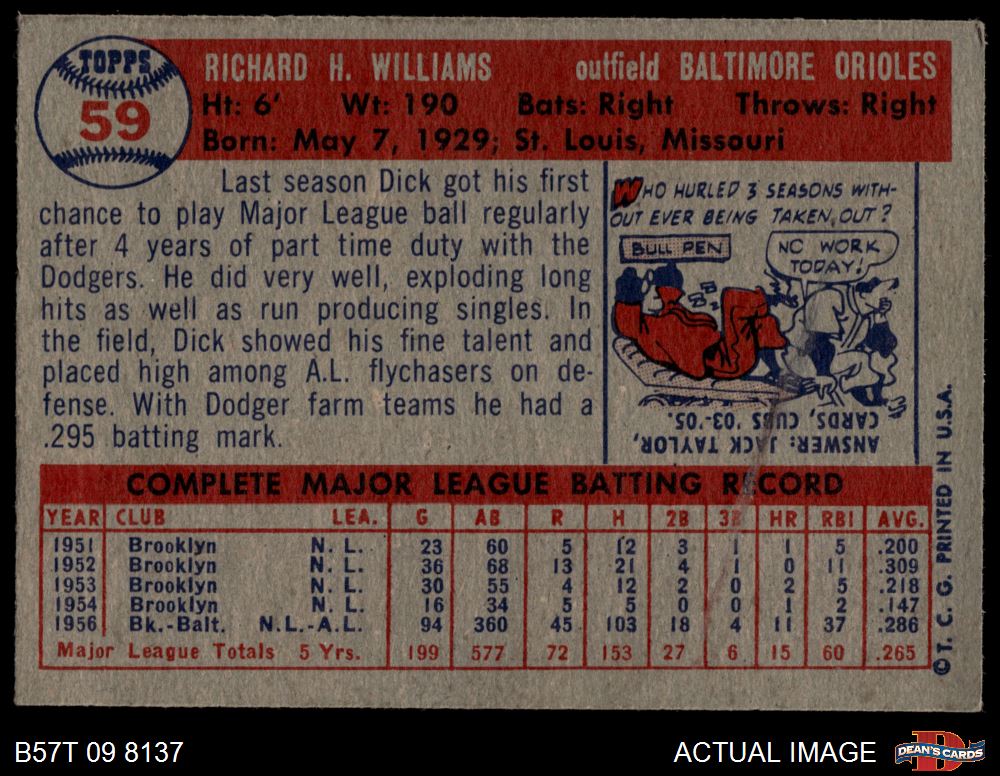 TOPPS
59
RICHARD H. WILLIAMS outfield BALTIMORE ORIOLES
Ht: 6' Wt: 190 Bats: Right Throws: Right
Born: May 7, 1929; St. Louis, Missouri
Last season Dick got his first
chance to play Major League ball regularly
after 4 years of part time duty with the
Dodgers. He did very well, exploding long
hits as well as run producing singles. In
the field, Dick showed his fine talent and
placed high among A.L. flychasers on de-
fense. With Dodger farm teams he had a
.295 batting mark.
WHO HURLED 3 SEASONS WITH-
OUT EVER BEING TAKEN OUT?
BULL PEN
NO WORK
TODAY!
ANSWER: JACK TAYLOR,
CARDS, CUBS '03-'05.
COMPLETE MAJOR LEAGUE BATTING RECORD
YEAR CLUB LEA. G AB R H 2B 3B HR RBI AVG.
1951 Brooklyn N. L. 23 60 5 12 3 1 1 5 .200
1952 Brooklyn N. L. 36 68 13 21 4 1 0 11 .309
1953 Brooklyn N. L. 30 55 4 12 2 0 2 5 .218
1954 Brooklyn N. L. 16 34 5 5 0 0 1 2 .147
1956 Bk.-Balt. N.L.-A.L. 94 360 45 103 18 4 11 37 .286
Major League Totals 5 Yrs. 199 577 72 153 27 6 15 60 .265
© T. C. G. PRINTED IN U.S.A.
B57T 09 8137
ACTUAL IMAGE
DEAN'S CARDS